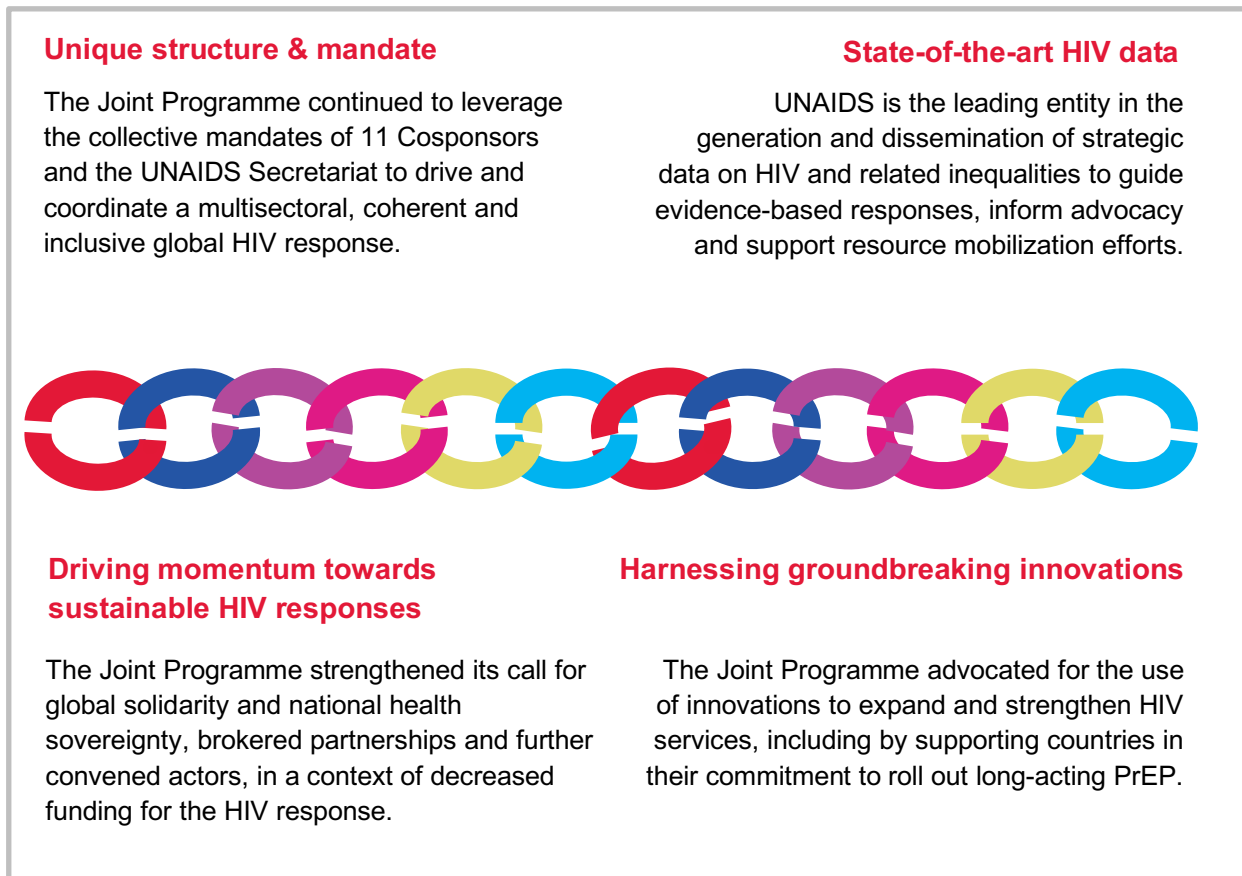 Unique structure & mandate
The Joint Programme continued to leverage
the collective mandates of 11 Cosponsors
and the UNAIDS Secretariat to drive and
coordinate a multisectoral, coherent and
inclusive global HIV response.
State-of-the-art HIV data
UNAIDS is the leading entity in the
generation and dissemination of strategic
data on HIV and related inequalities to guide
evidence-based responses, inform advocacy
and support resource mobilization efforts.
Driving momentum towards
sustainable HIV responses
The Joint Programme strengthened its call for
global solidarity and national health
sovereignty, brokered partnerships and further
convened actors, in a context of decreased
funding for the HIV response.
Harnessing groundbreaking innovations
The Joint Programme advocated for the use
of innovations to expand and strengthen HIV
services, including by supporting countries in
their commitment to roll out long-acting PrEP.